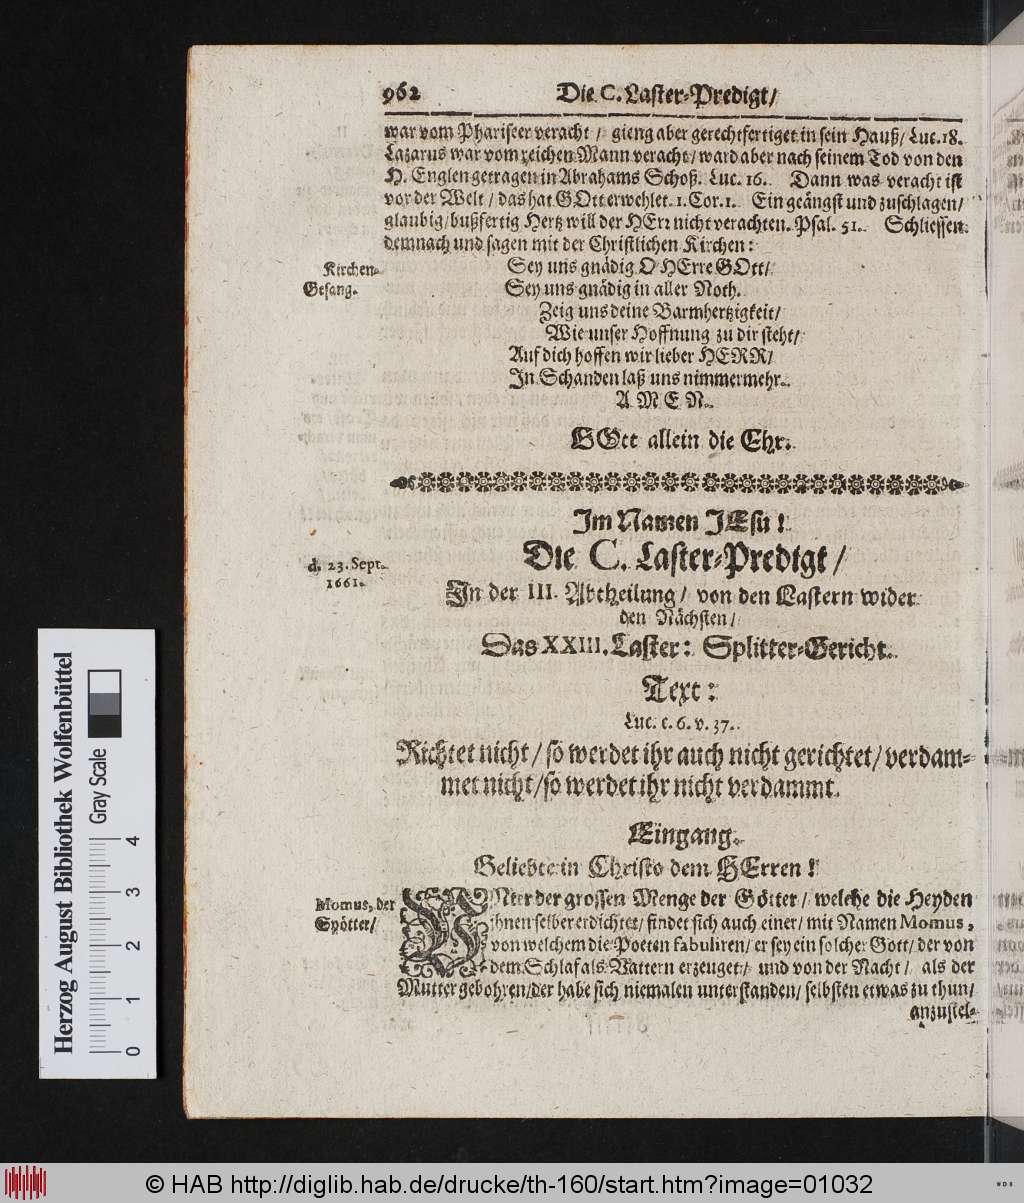 962 Die C. Laster-Predigt/
war vom Phariseer veracht / gieng aber gerechtfertiget in sein Hauß/ Luc. 18.
Lazarus war vom reichen Mann veracht/ ward aber nach seinem Tod von den
H. Englen getragen in Abrahams Schoß. Luc. 16. Dann was veracht ist
vor der Welt / das hat GOtt erwehlet. 1. Cor. 1. Ein geängst und zuschlagen/
glaubig/ bußfertig Hertz will der HErr nicht verachten. Psal. 51. Schliessen
demnach und sagen mit der Christlichen Kirchen:
Kirchen-
Gesang.
Sey uns gnädig O HErre GOtt/
Sey uns gnädig in aller Noth.
Zeig uns deine Barmhertzigkeit/
Wie unser Hoffnung zu dir steht/
Auf dich hoffen wir lieber HERR/
In Schanden laß uns nimmermehr.
AMEN.
GOtt allein die Ehr.
Im Namen JEsu!
Die C. Laster-Predigt/
d. 23. Sept.
1661.
In der III. Abtheilung/ von den Lastern wider
den Nächsten/
Das XXIII. Laster: Splitter-Gericht.
Text:
Luc. c. 6. v. 37.
Richtet nicht / so werdet ihr auch nicht gerichtet/ verdam-
met nicht/ so werdet ihr nicht verdammt.
Eingang.
Geliebte in Christo dem HErren!
Momus, der
Spötter/
UNter der grossen Menge der Götter/ welche die Heyden
ihnen selber erdichtet/ findet sich auch einer/ mit Namen Momus,
von welchem die Poeten fabuliren/ er sey ein solcher Gott/ der von
dem Schlaf als Vattern erzeuget/ und von der Nacht/ als der
Mutter gebohren/ der habe sich niemalen unterstanden/ selbsten etwas zu thun/
anzustel-
Herzog August Bibliothek Wolfenbüttel
Gray Scale
0 1 2 3 4
© HAB http://diglib.hab.de/drucke/th-160/start.htm?image=01032